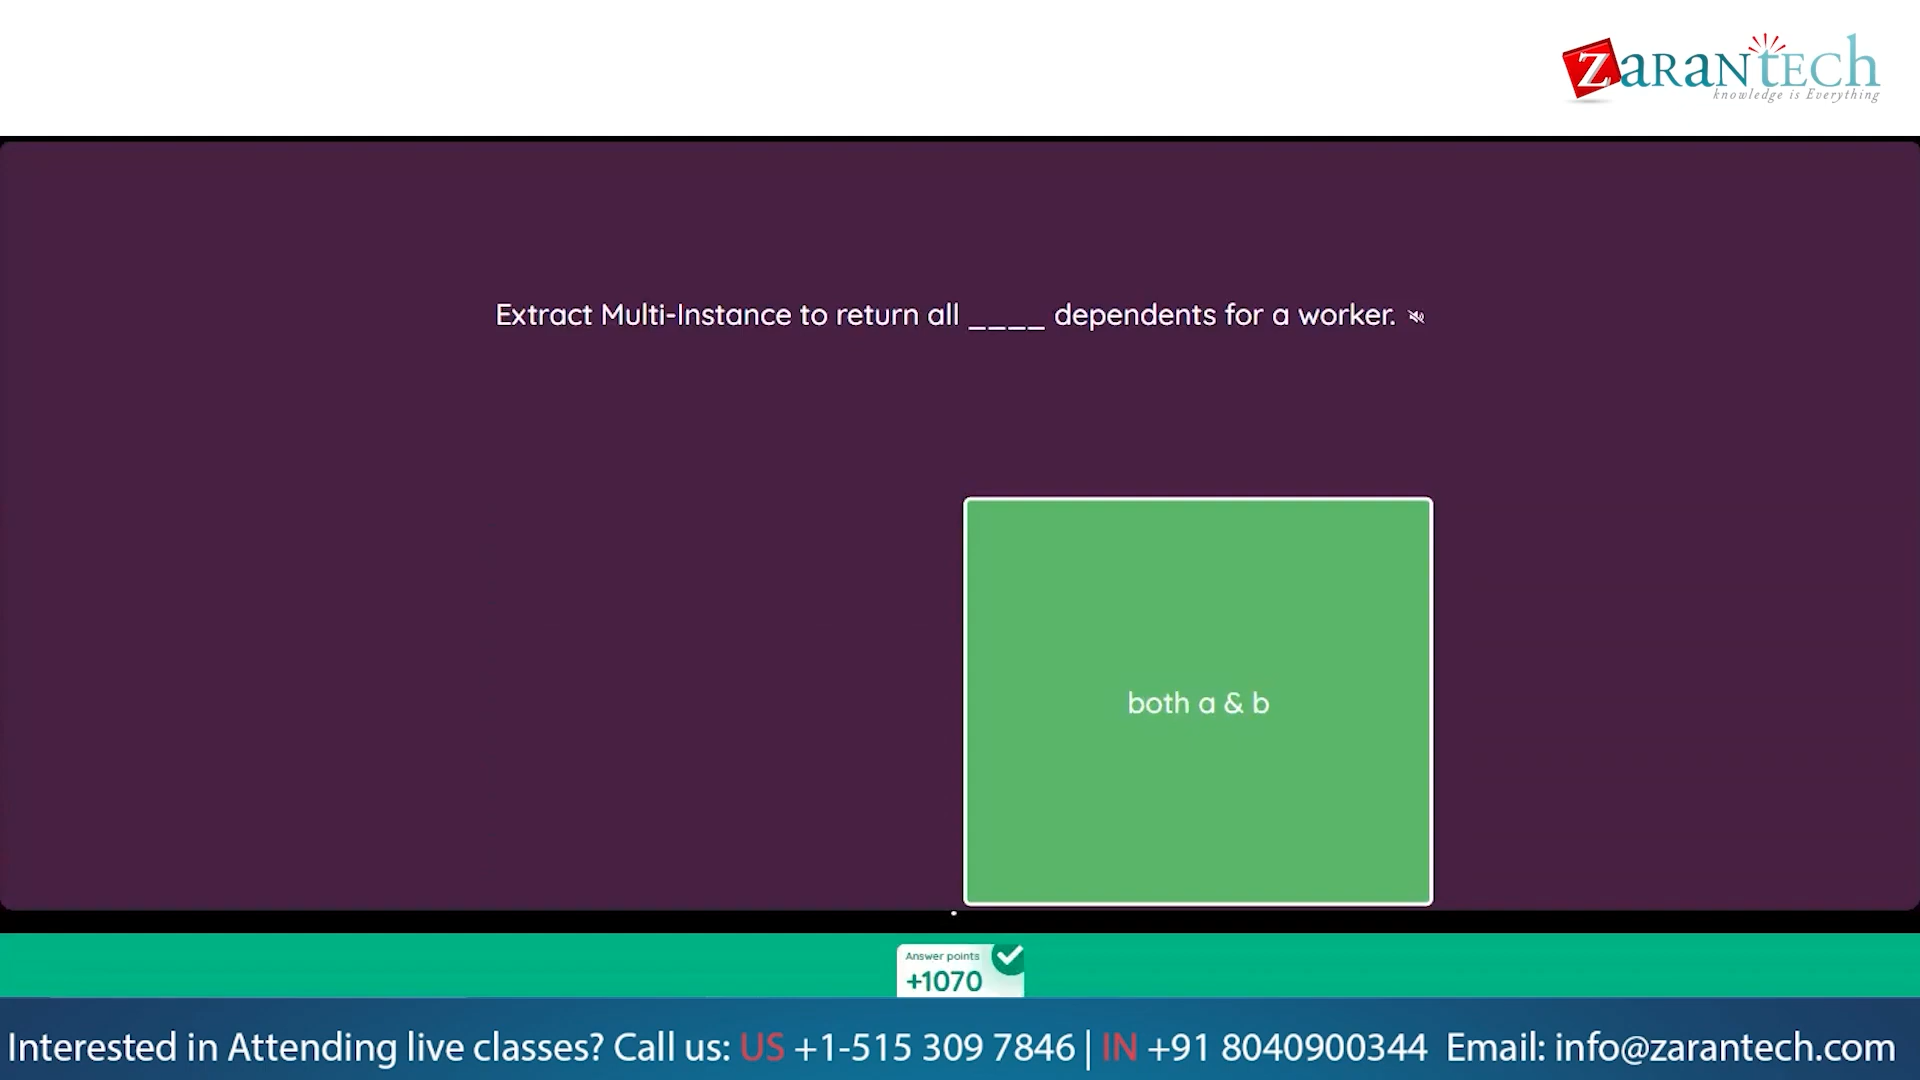 ZARANTECH
knowledge is Everything
Extract Multi-Instance to return all ____ dependents for a worker.
both a & b
Answer points
+1070
Interested in Attending live classes? Call us: US +1-515 309 7846 | IN +91 8040900344 Email: info@zarantech.com